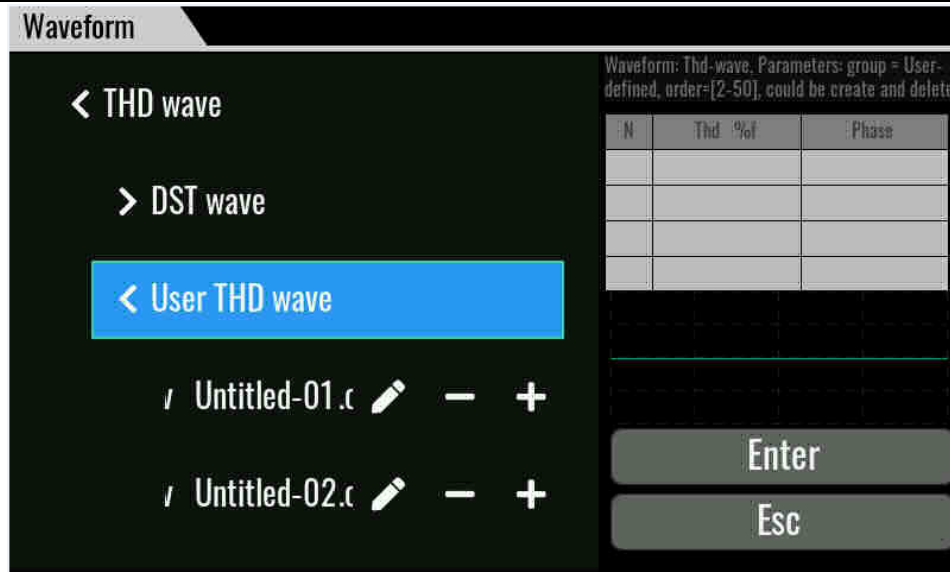 Waveform
THD wave
DST wave
User THD wave
Untitled-01.c
Untitled-02.c
Waveform: Thd-wave, Parameters: group = User-
defined, order=[2-50], could be create and delete
N Thd %f Phase
Enter
Esc